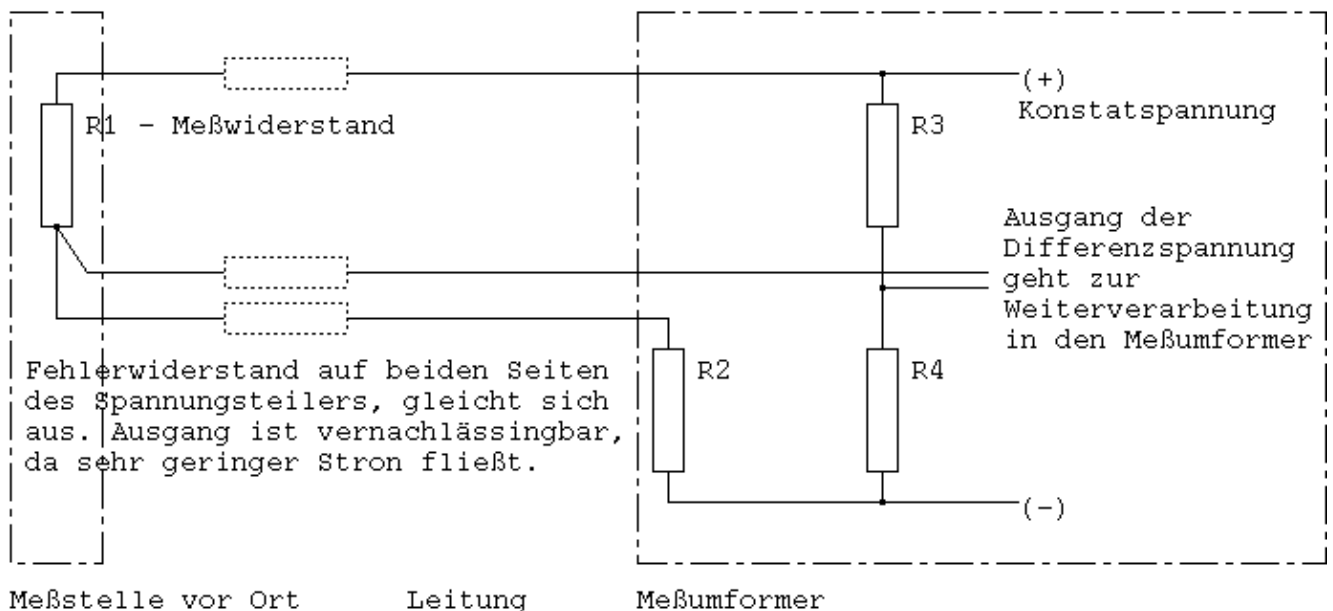 (+)
Konstatspannung
R1 - Meßwiderstand
R3
Ausgang der
Differenzspannung
geht zur
Weiterverarbeitung
in den Meßumformer
Fehlerwiderstand auf beiden Seiten
des Spannungsteilers, gleicht sich
aus. Ausgang ist vernachlässingbar,
da sehr geringer Stron fließt.
R2
R4
(-)
Meßstelle vor Ort
Leitung
Meßumformer